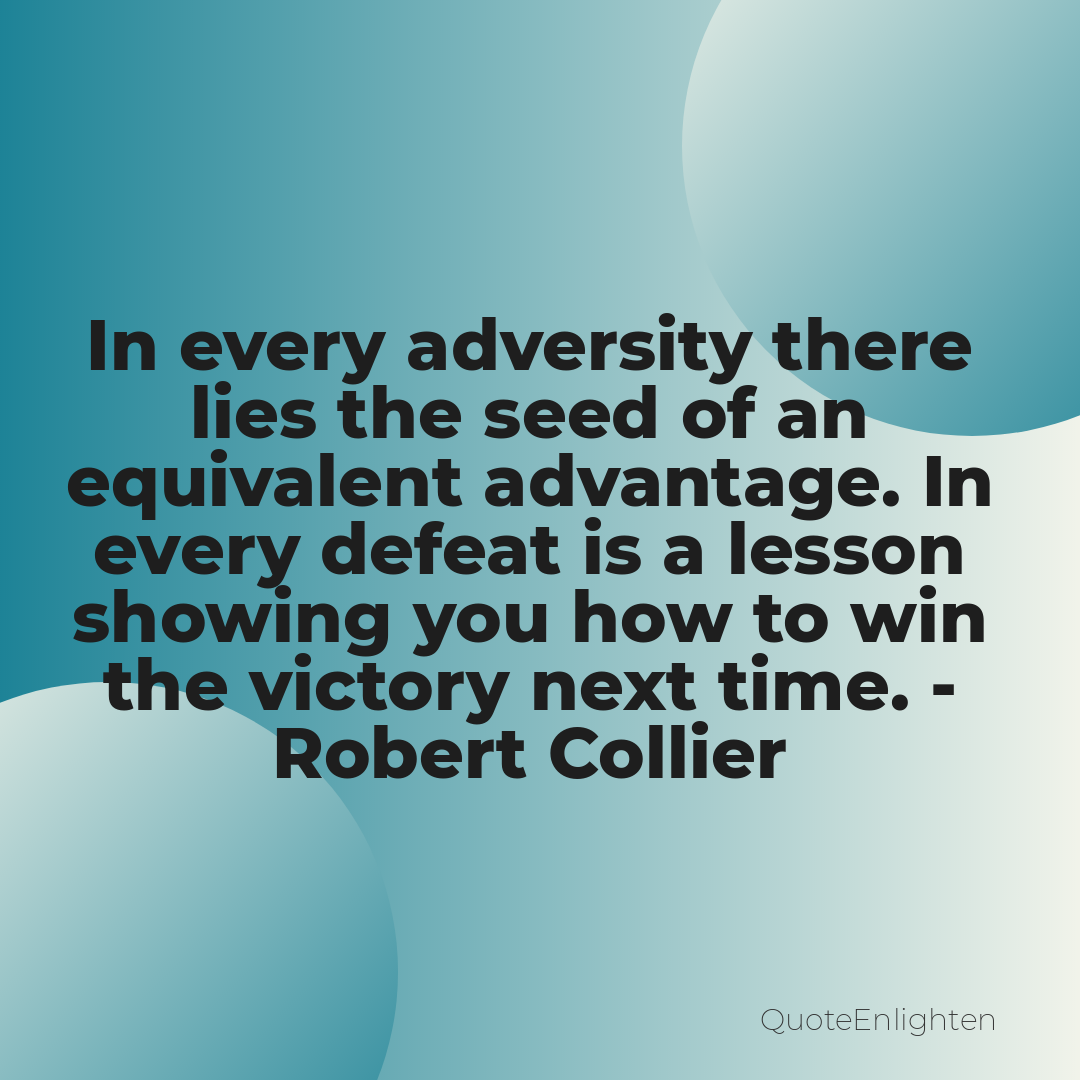 In every adversity there
lies the seed of an
equivalent advantage. In
every defeat is a lesson
showing you how to win
the victory next time. -
Robert Collier
QuoteEnlighten